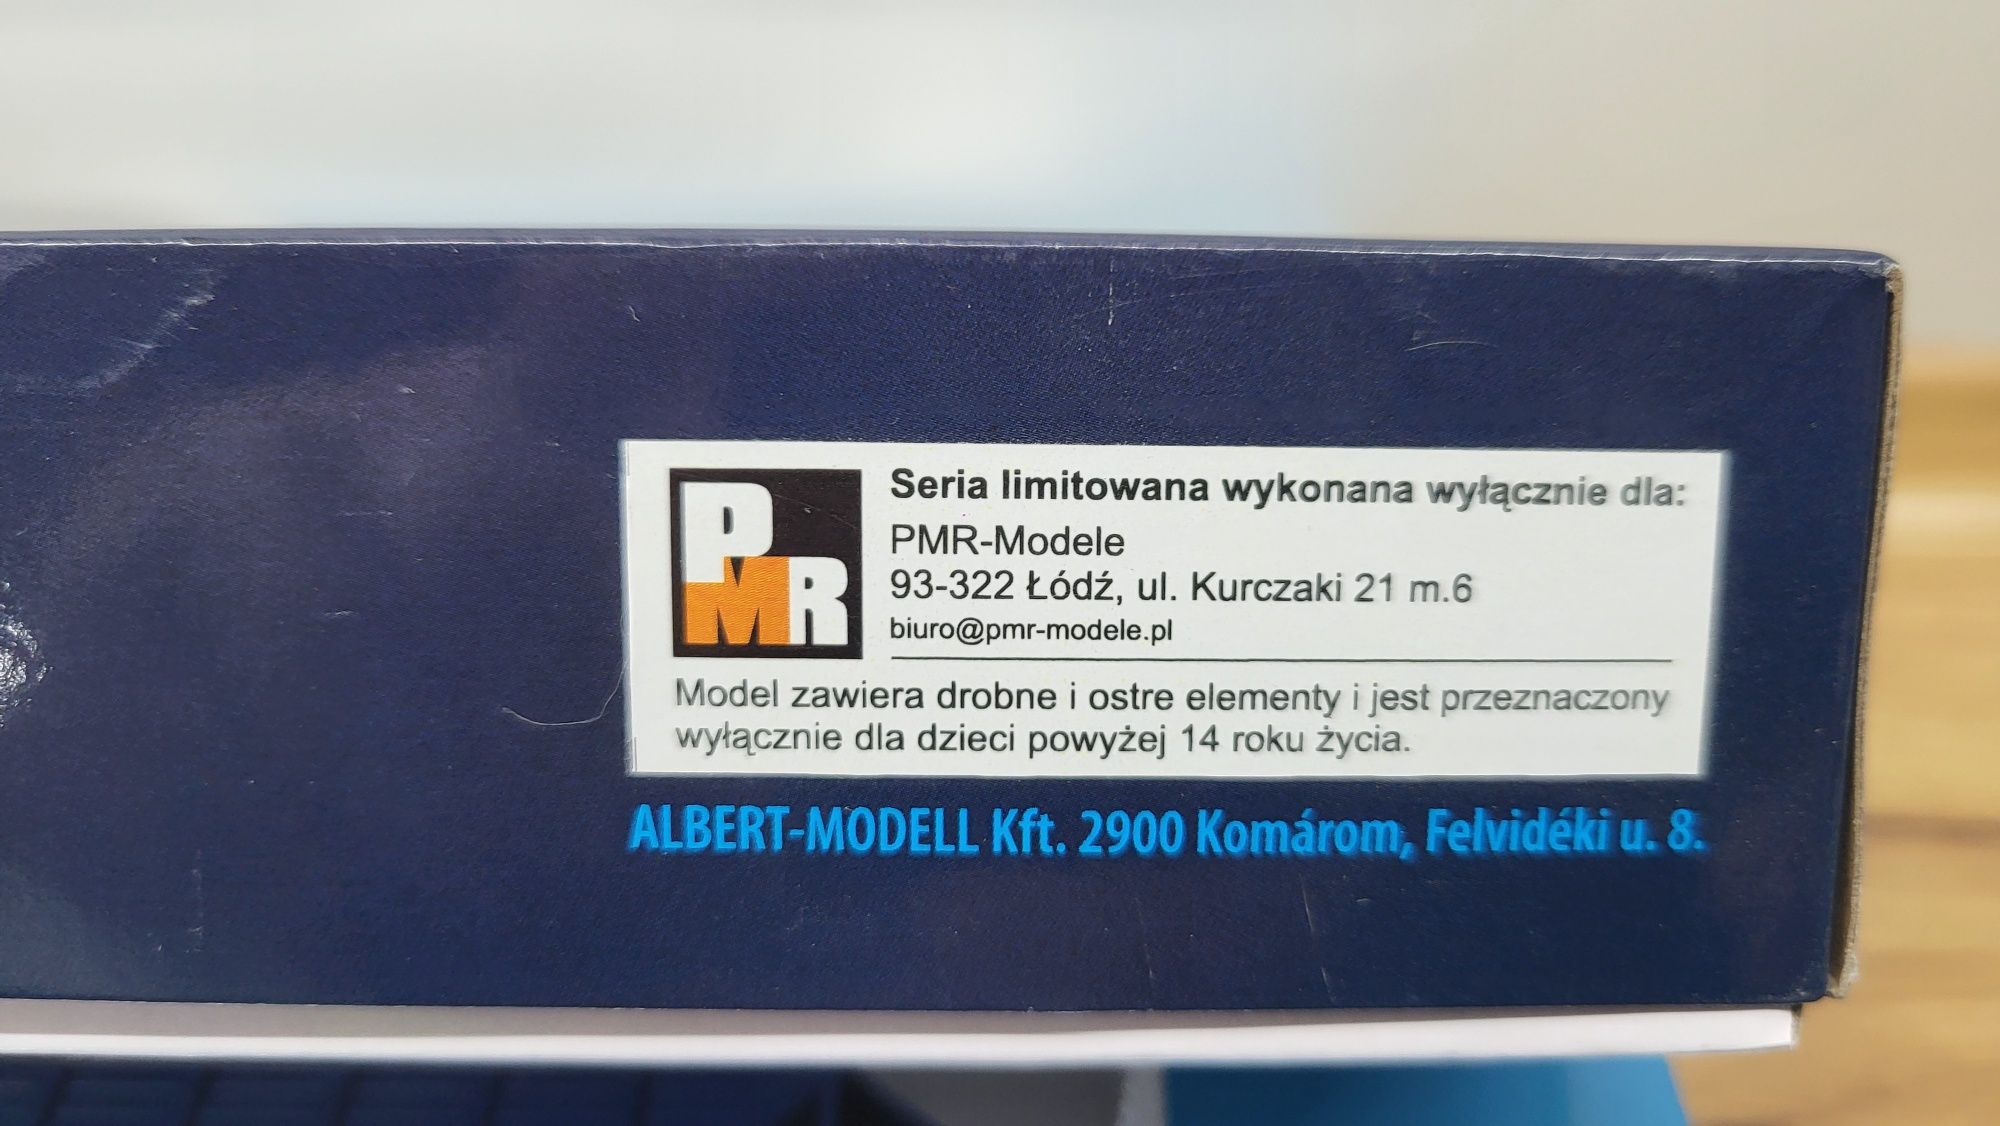 PMR
Seria limitowana wykonana wyłącznie dla:
PMR-Modele
93-322 Łódź, ul. Kurczaki 21 m.6
biuro@pmr-modele.pl
Model zawiera drobne i ostre elementy i jest przeznaczony
wyłącznie dla dzieci powyżej 14 roku życia.
ALBERT-MODELL Kft. 2900 Komárom, Felvidéki u. 8.